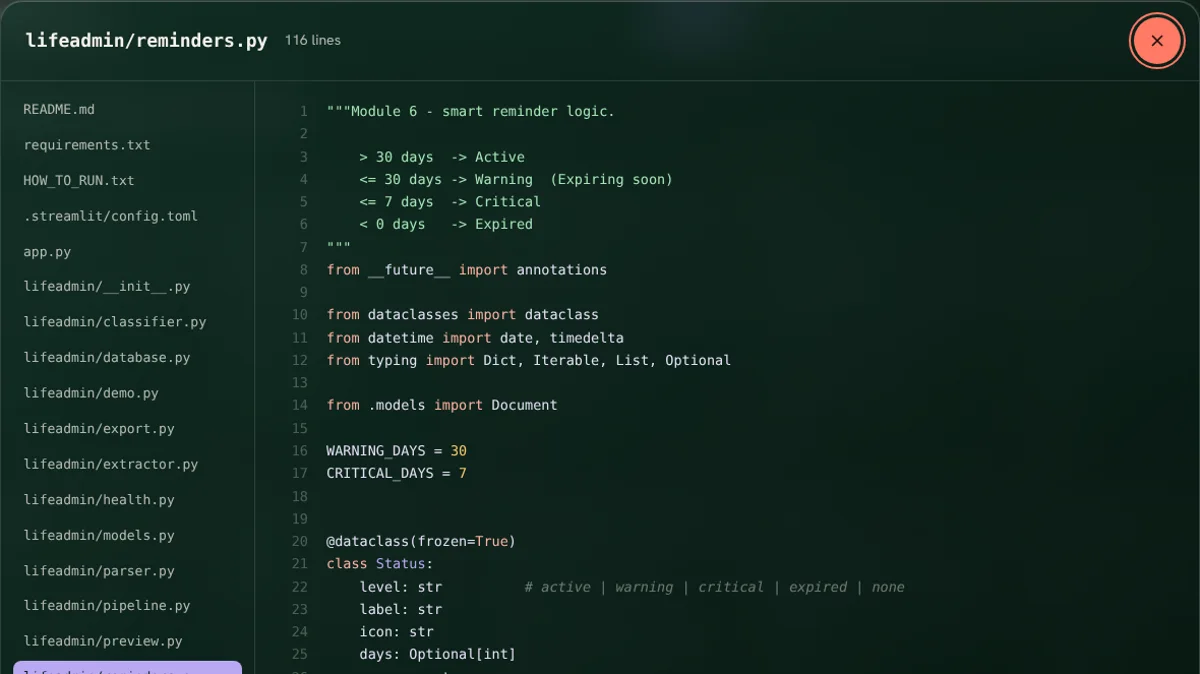 lifeadmin/reminders.py 116 lines
README.md
requirements.txt
HOW_TO_RUN.txt
.streamlit/config.toml
app.py
lifeadmin/__init__.py
lifeadmin/classifier.py
lifeadmin/database.py
lifeadmin/demo.py
lifeadmin/export.py
lifeadmin/extractor.py
lifeadmin/health.py
lifeadmin/models.py
lifeadmin/parser.py
lifeadmin/pipeline.py
lifeadmin/preview.py
1 """Module 6 - smart reminder logic.
2
3     > 30 days  -> Active
4     <= 30 days -> Warning  (Expiring soon)
5     <= 7 days  -> Critical
6     < 0 days   -> Expired
7 """
8 from __future__ import annotations
9
10 from dataclasses import dataclass
11 from datetime import date, timedelta
12 from typing import Dict, Iterable, List, Optional
13
14 from .models import Document
15
16 WARNING_DAYS = 30
17 CRITICAL_DAYS = 7
18
19
20 @dataclass(frozen=True)
21 class Status:
22     level: str          # active | warning | critical | expired | none
23     label: str
24     icon: str
25     days: Optional[int]